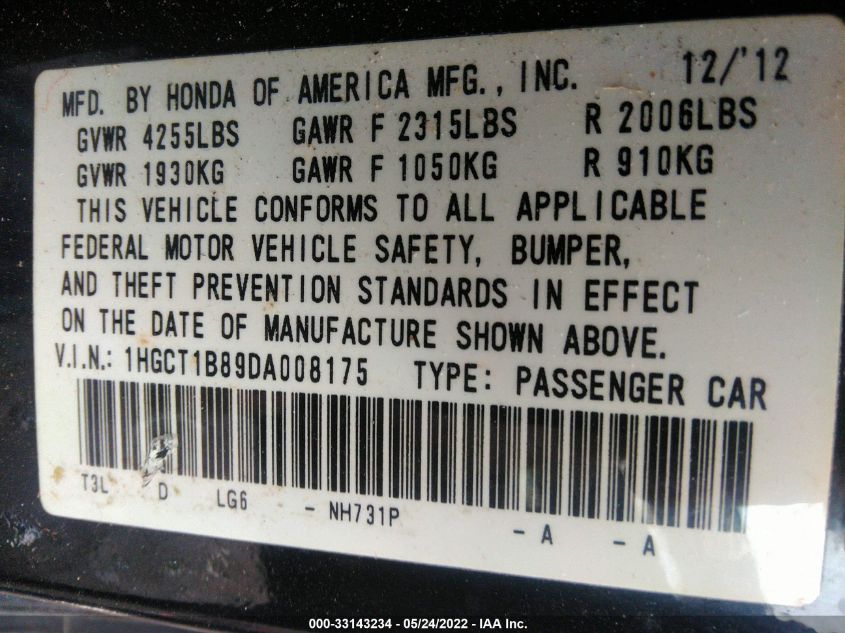 MFD. BY HONDA OF AMERICA MFG., INC. 12/'12
GVWR 4255LBS GAWR F 2315LBS R 2006LBS
GVWR 1930KG GAWR F 1050KG R 910KG
THIS VEHICLE CONFORMS TO ALL APPLICABLE
FEDERAL MOTOR VEHICLE SAFETY, BUMPER,
AND THEFT PREVENTION STANDARDS IN EFFECT
ON THE DATE OF MANUFACTURE SHOWN ABOVE.
V.I.N.: 1HGCT1B89DA008175 TYPE: PASSENGER CAR
T3L D LG6 - NH731P - A - A
000-33143234 - 05/24/2022 - IAA Inc.